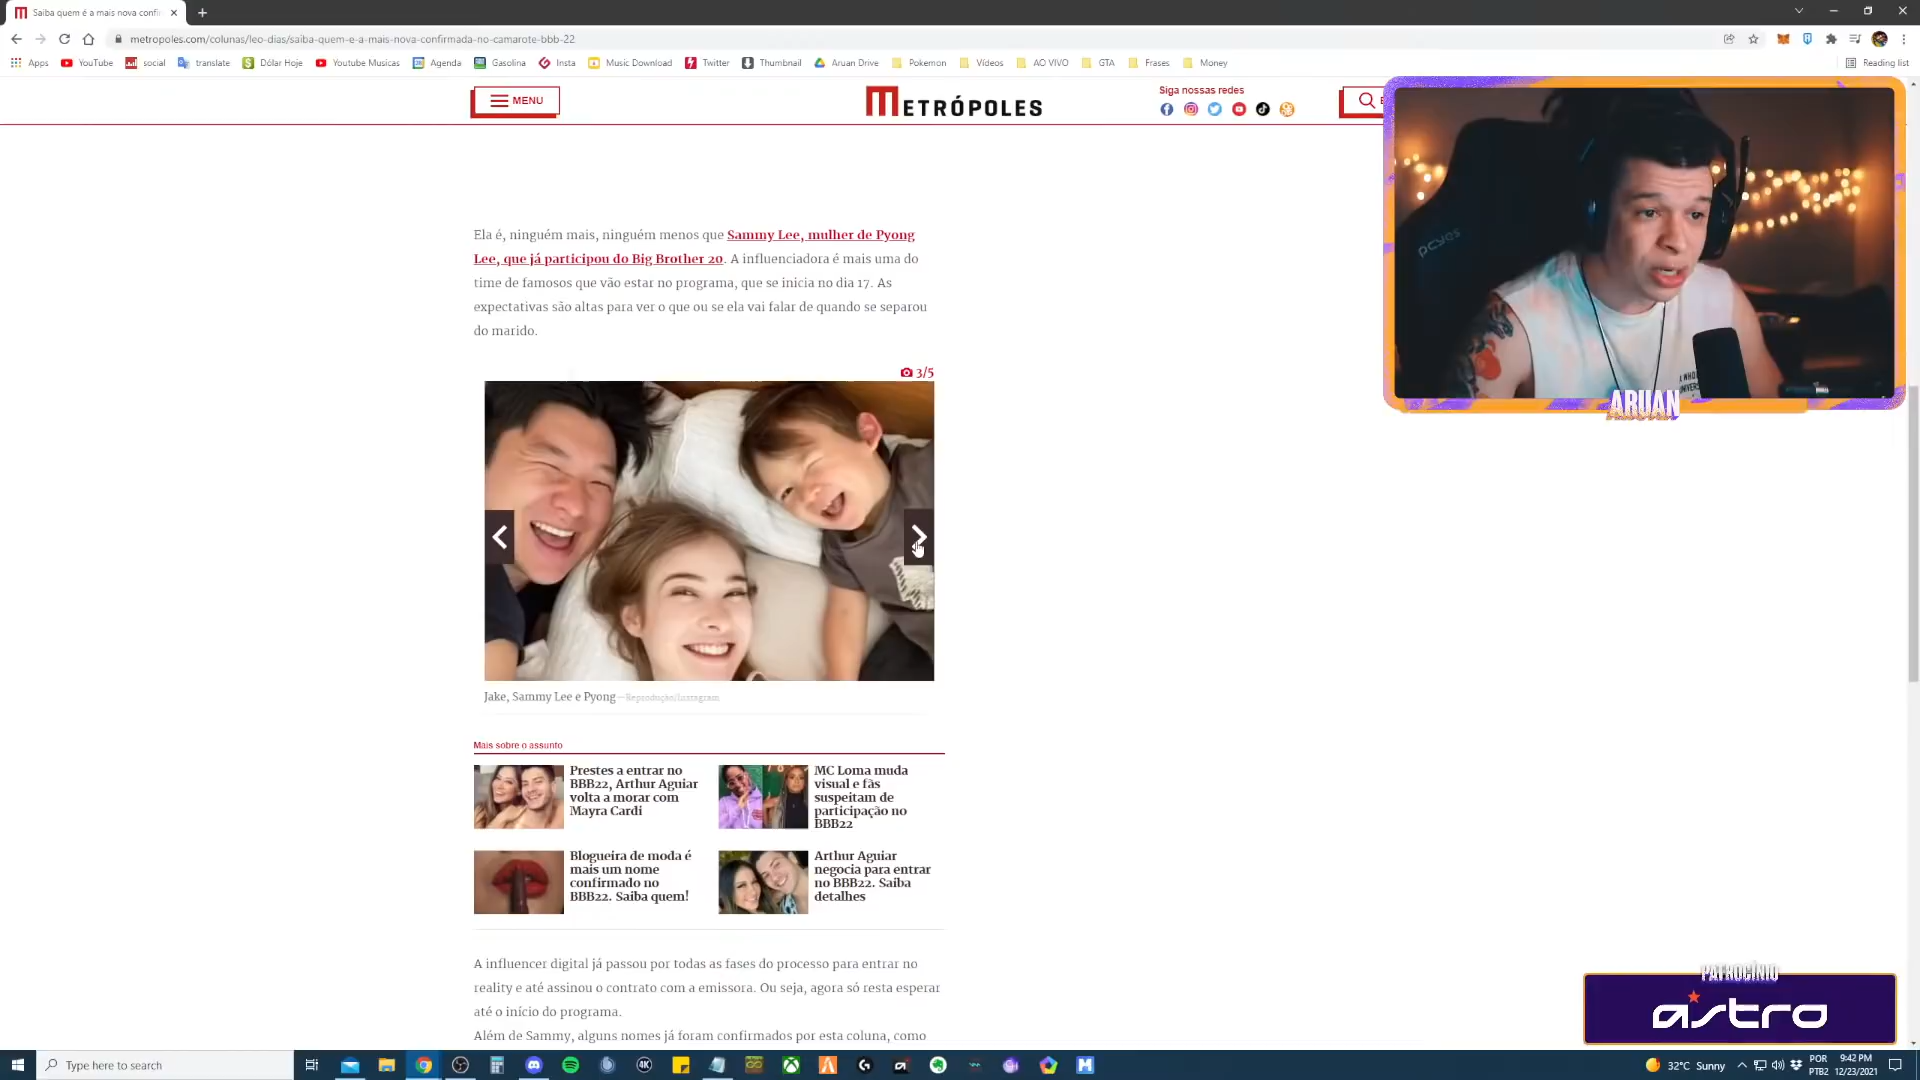 Saiba quem é a mais nova confir
metropoles.com/colunas/leo-dias/saiba-quem-e-a-mais-nova-confirmada-no-camarote-bbb-22
Apps YouTube social translate Dólar Hoje Youtube Musicas Agenda Gasolina Insta Music Download Twitter Thumbnail Aruan Drive Pokemon Vídeos AO VIVO GTA Frases Money Reading list
MENU
METRÓPOLES
Siga nossas redes
Ela é, ninguém mais, ninguém menos que Sammy Lee, mulher de Pyong
Lee, que já participou do Big Brother 20. A influenciadora é mais uma do
time de famosos que vão estar no programa, que se inicia no dia 17. As
expectativas são altas para ver o que ou se ela vai falar de quando se separou
do marido.
3/5
Jake, Sammy Lee e Pyong—Reprodução/Instagram
Mais sobre o assunto
Prestes a entrar no
BBB22, Arthur Aguiar
volta a morar com
Mayra Cardi
MC Loma muda
visual e fãs
suspeitam de
participação no
BBB22
Blogueira de moda é
mais um nome
confirmado no
BBB22. Saiba quem!
Arthur Aguiar
negocia para entrar
no BBB22. Saiba
detalhes
A influencer digital já passou por todas as fases do processo para entrar no
reality e até assinou o contrato com a emissora. Ou seja, agora só resta esperar
até o início do programa.
Além de Sammy, alguns nomes já foram confirmados por esta coluna, como
pcyes
ARUAN
PATROCÍNIO
astro
Type here to search
32°C Sunny
POR
PTB2
9:42 PM
12/23/2021